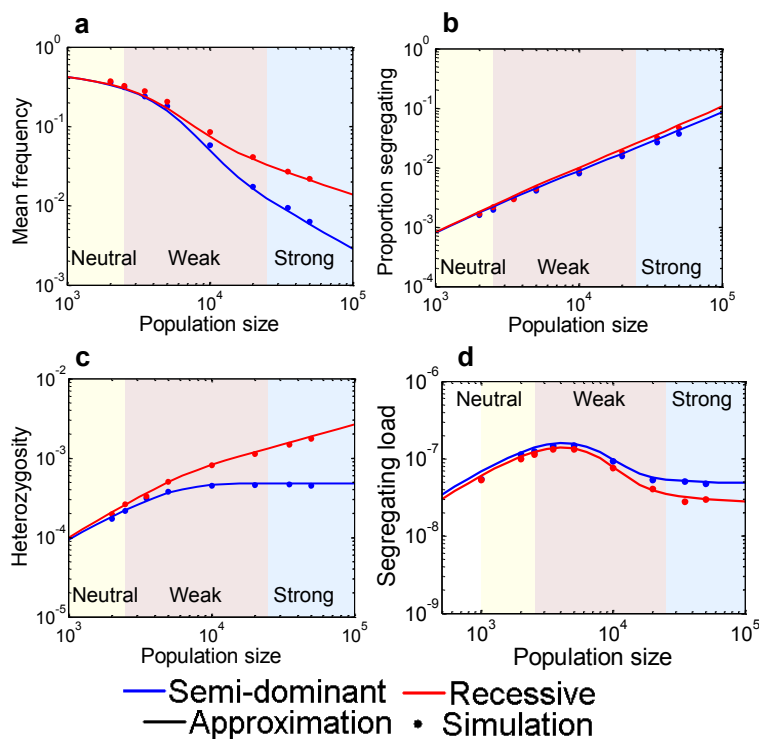 a
10^0
10^-1
10^-2
10^-3
Mean frequency
Neutral Weak Strong
10^3 10^4 10^5
Population size
b
10^0
10^-1
10^-2
10^-3
10^-4
Proportion segregating
Neutral Weak Strong
10^3 10^4 10^5
Population size
c
10^-2
10^-3
10^-4
10^-5
Heterozygosity
Neutral Weak Strong
10^3 10^4 10^5
Population size
d
10^-6
10^-7
10^-8
10^-9
Segregating load
Neutral Weak Strong
10^3 10^4 10^5
Population size
Semi-dominant Recessive
Approximation Simulation